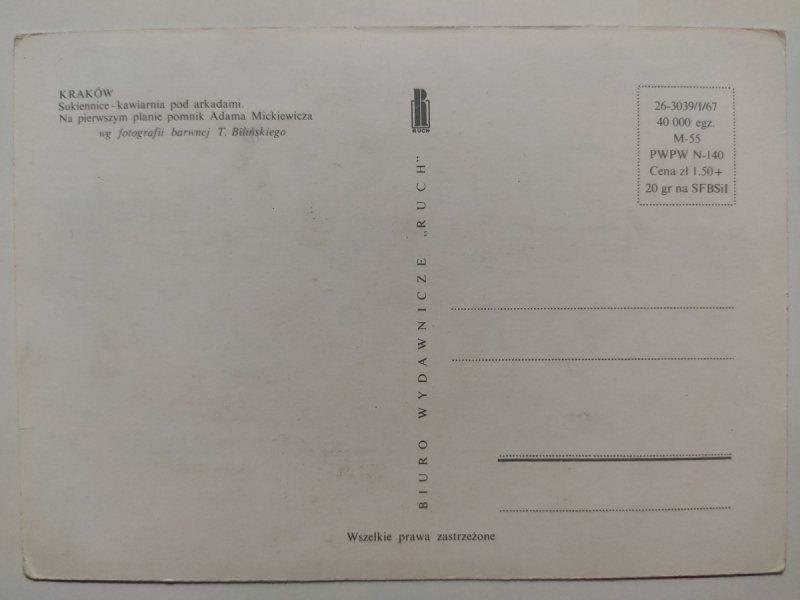 KRAKÓW
Sukiennice - kawiarnia pod arkadami.
Na pierwszym planie pomnik Adama Mickiewicza
wg fotografii barwnej T. Bilińskiego
RUCH
BIURO WYDAWNICZE „RUCH”
26-3039/I/67
40 000 egz.
M-55
PWPW N-140
Cena zł 1.50+
20 gr na SFBSiI
Wszelkie prawa zastrzeżone